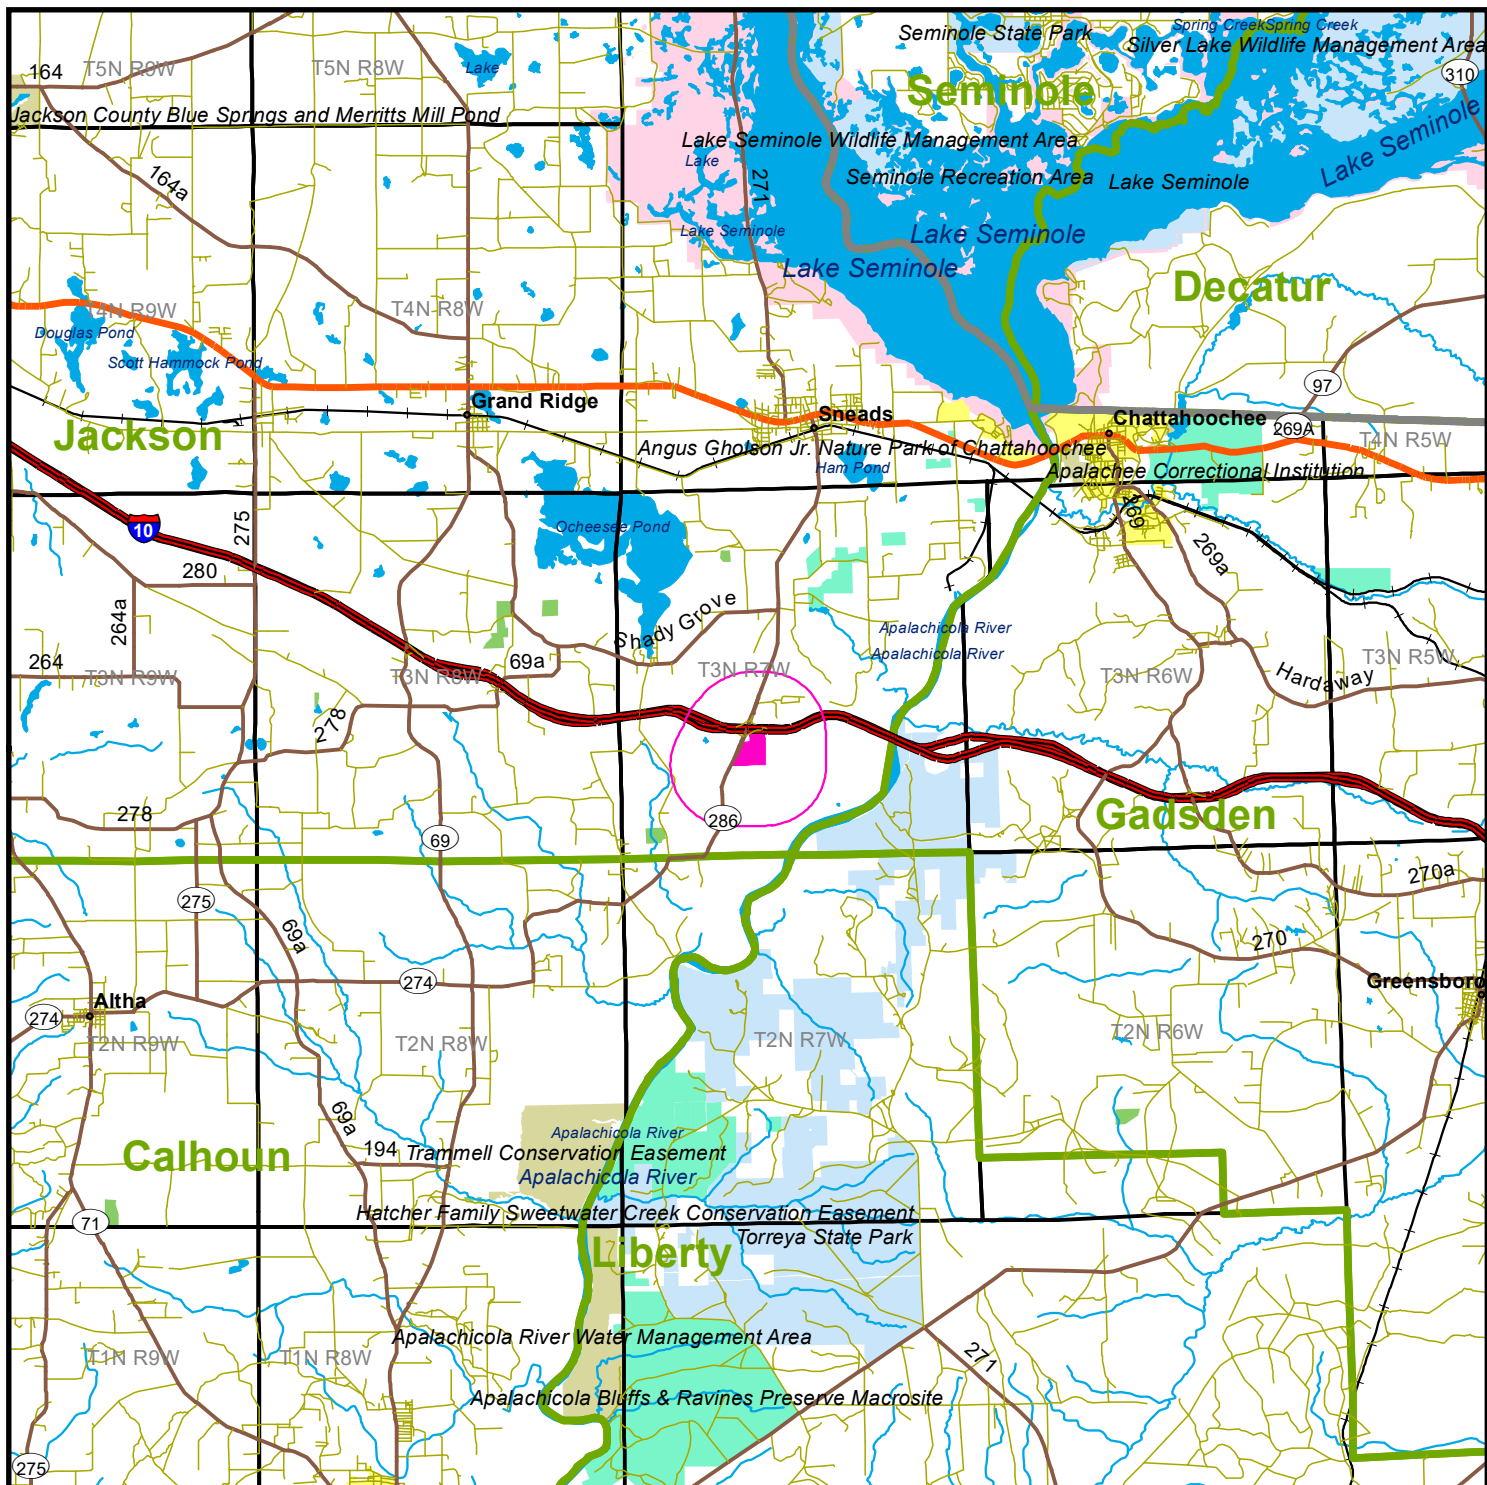 Seminole State Park
Spring Creek
Spring Creek
Silver Lake Wildlife Management Area
164
T5N R9W
T5N R8W
Lake
310
Seminole
Jackson County Blue Springs and Merritts Mill Pond
Lake Seminole Wildlife Management Area
Lake Seminole
Lake
164a
271
Seminole Recreation Area
Lake Seminole
Lake Seminole
Lake Seminole
Lake Seminole
Decatur
T4N R9W
T4N R8W
Douglas Pond
Scott Hammock Pond
97
Grand Ridge
Sneads
Chattahoochee
269A
Jackson
T4N R5W
Angus Gholson Jr. Nature Park of Chattahoochee
Ham Pond
Apalachee Correctional Institution
10
275
Ocheesee Pond
269
269a
280
264a
Shady Grove
Apalachicola River
Apalachicola River
264
69a
T3N R9W
T3N R8W
T3N R7W
T3N R6W
T3N R5W
Hardaway
278
278
286
Gadsden
69
270a
275
69a
270
274
Greensboro
Altha
274
T2N R9W
T2N R8W
T2N R7W
T2N R6W
69a
Apalachicola River
Calhoun
194
Trammell Conservation Easement
Apalachicola River
71
Hatcher Family Sweetwater Creek Conservation Easement
Torreya State Park
Liberty
Apalachicola River Water Management Area
T1N R9W
T1N R8W
271
Apalachicola Bluffs & Ravines Preserve Macrosite
275